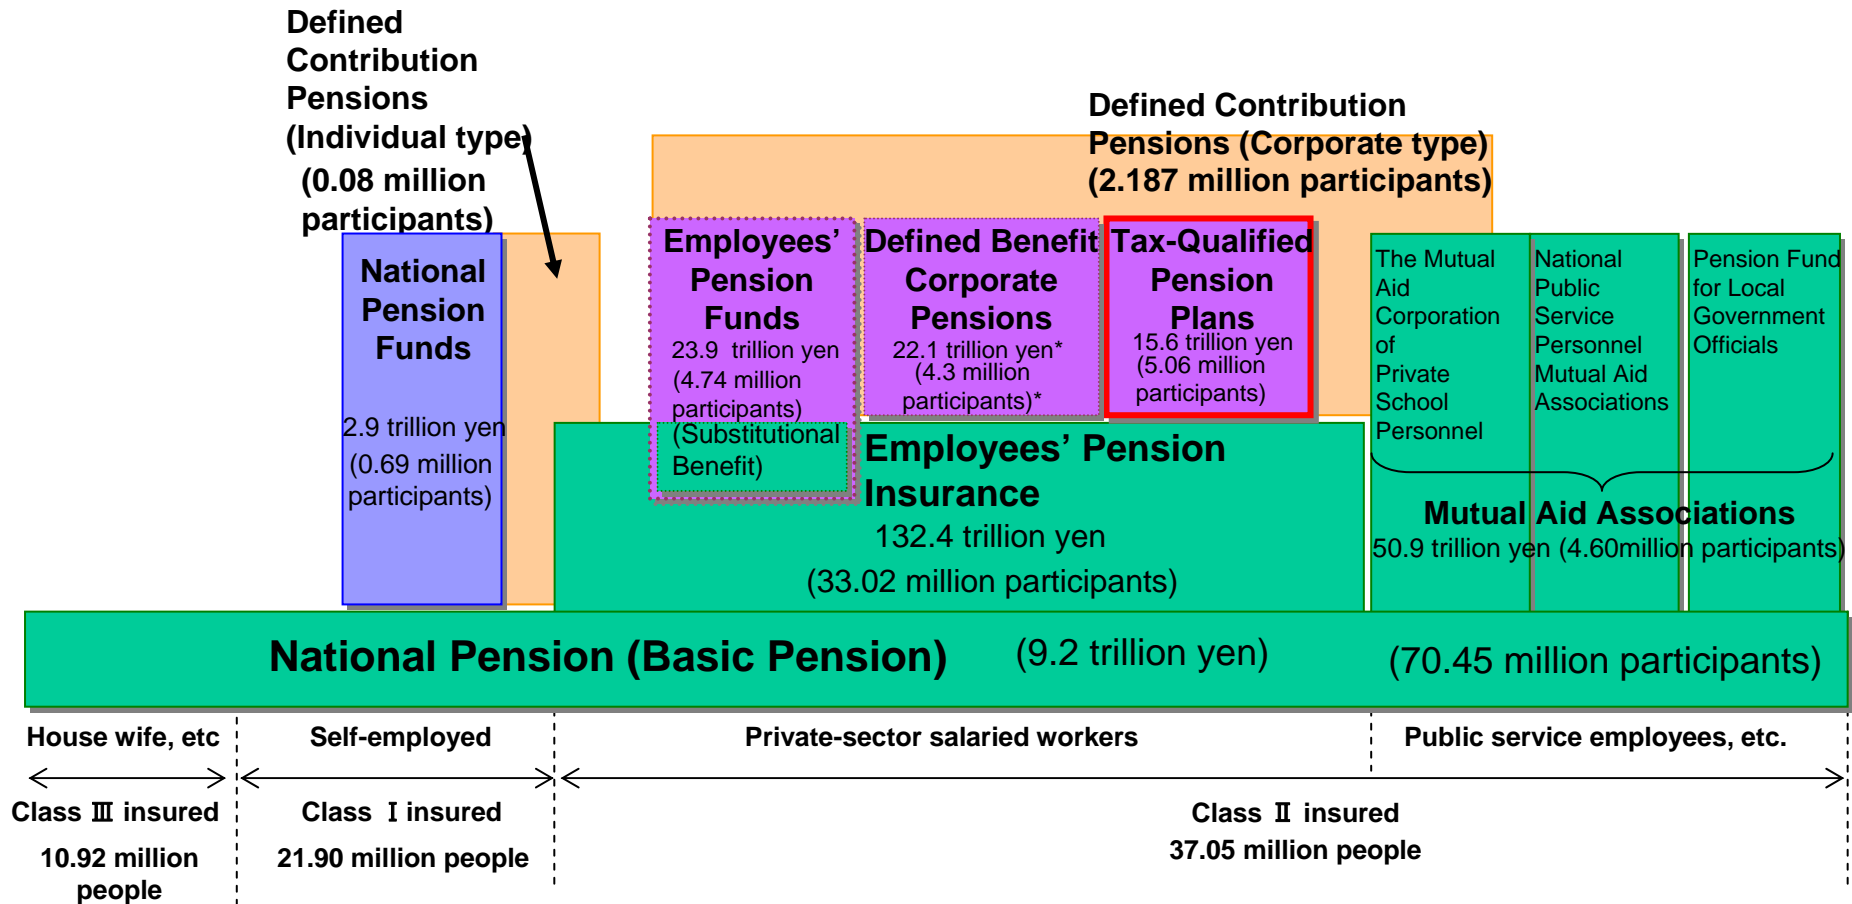 Defined
Contribution
Pensions
(Individual type)
(0.08 million
participants)
Defined Contribution
Pensions (Corporate type)
(2.187 million participants)
National
Pension
Funds
2.9 trillion yen
(0.69 million
participants)
Employees’
Pension
Funds
23.9 trillion yen
(4.74 million
participants)
(Substitutional
Benefit)
Defined Benefit
Corporate
Pensions
22.1 trillion yen*
(4.3 million
participants)*
Tax-Qualified
Pension
Plans
15.6 trillion yen
(5.06 million
participants)
The Mutual
Aid
Corporation
of
Private
School
Personnel
National
Public
Service
Personnel
Mutual Aid
Associations
Pension Fund
for Local
Government
Officials
Employees’ Pension
Insurance
132.4 trillion yen
(33.02 million participants)
Mutual Aid Associations
50.9 trillion yen (4.60million participants)
National Pension (Basic Pension) (9.2 trillion yen) (70.45 million participants)
House wife, etc
Self-employed
Private-sector salaried workers
Public service employees, etc.
Class Ⅲ insured
10.92 million
people
Class Ⅰ insured
21.90 million people
Class Ⅱ insured
37.05 million people